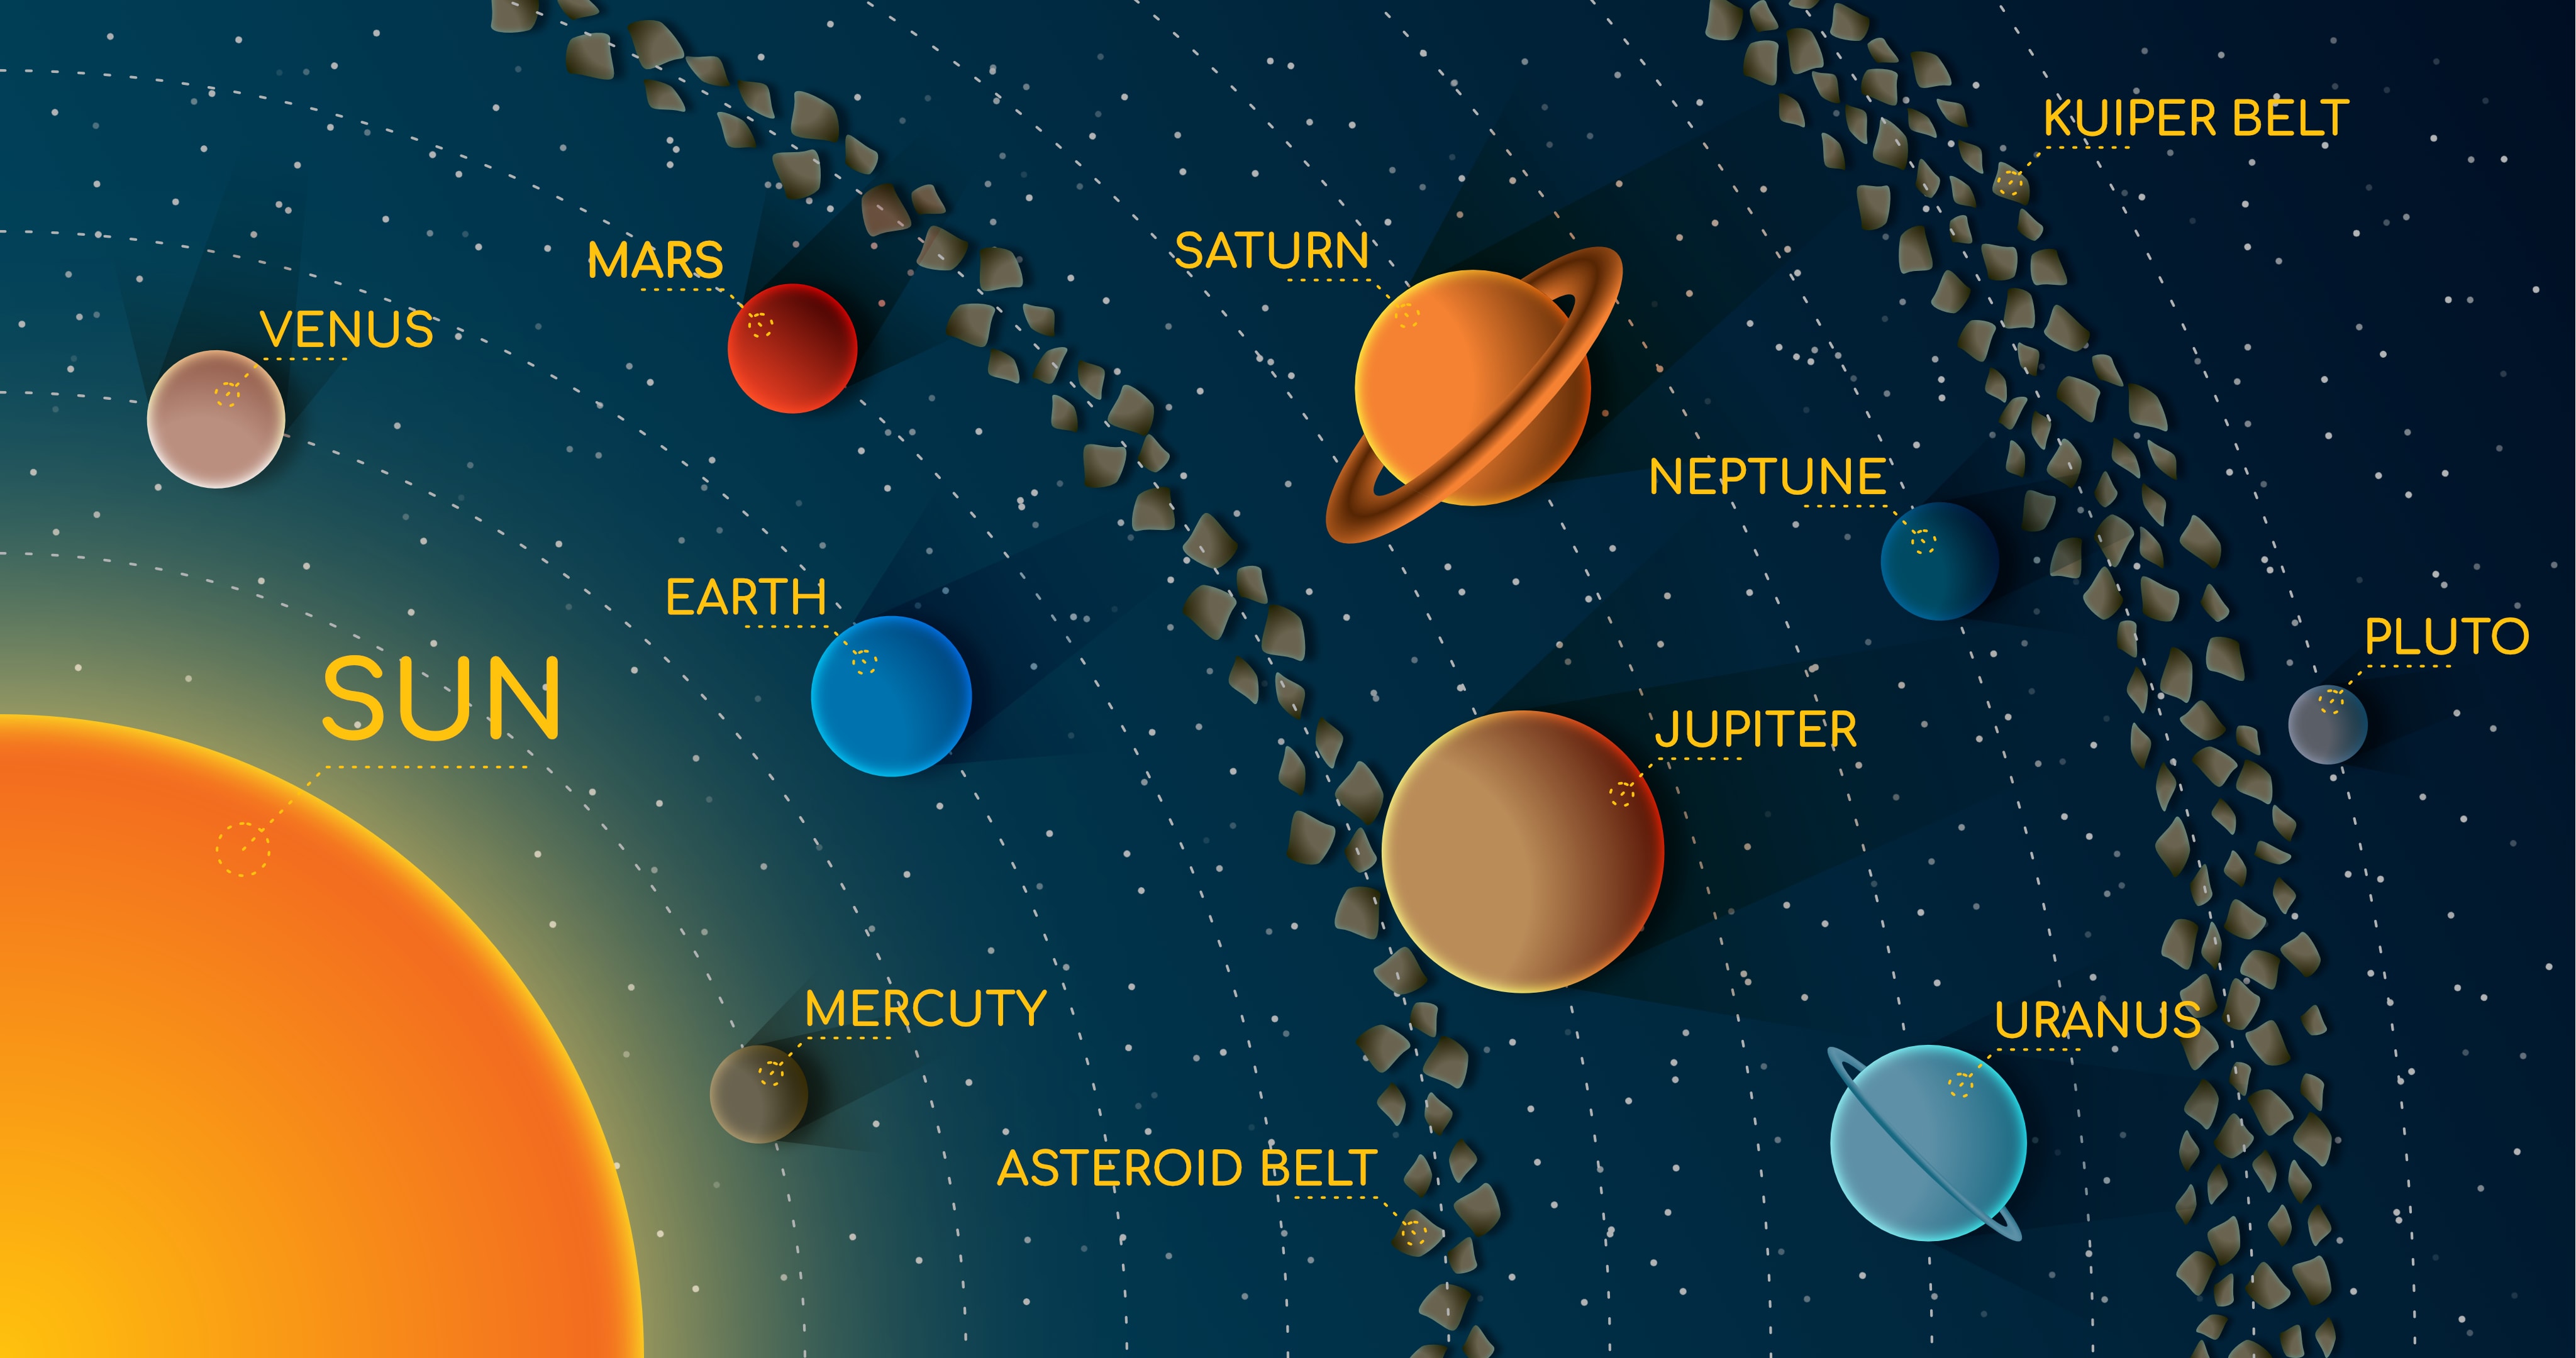 KUIPER BELT
SATURN
MARS
VENUS
NEPTUNE
EARTH
PLUTO
SUN
JUPITER
MERCUTY
URANUS
ASTEROID BELT